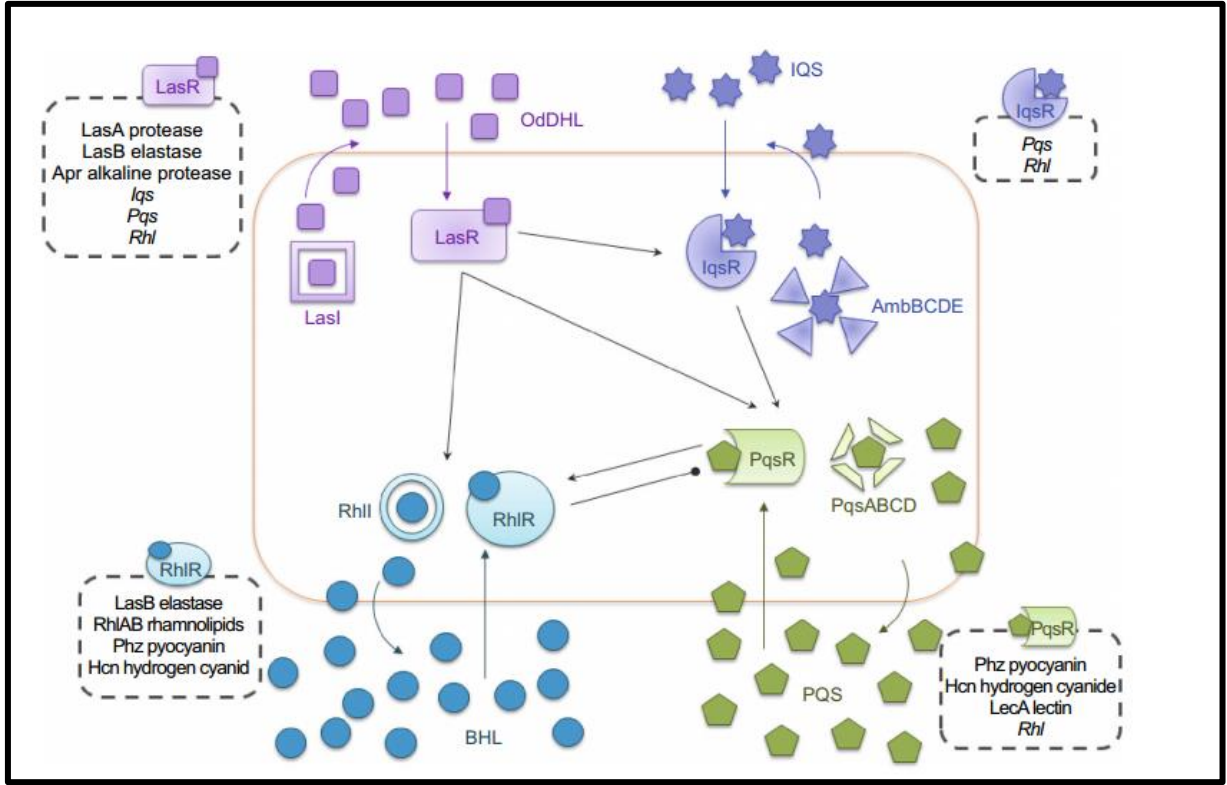 LasR
LasA protease
LasB elastase
Apr alkaline protease
Iqs
Pqs
Rhl
OdDHL
IQS
IqsR
Pqs
Rhl
LasR
IqsR
LasI
AmbBCDE
PqsR
PqsABCD
RhlI
RhlR
RhlR
LasB elastase
RhlAB rhamnolipids
Phz pyocyanin
Hcn hydrogen cyanid
BHL
PQS
PqsR
Phz pyocyanin
Hcn hydrogen cyanide
LecA lectin
Rhl